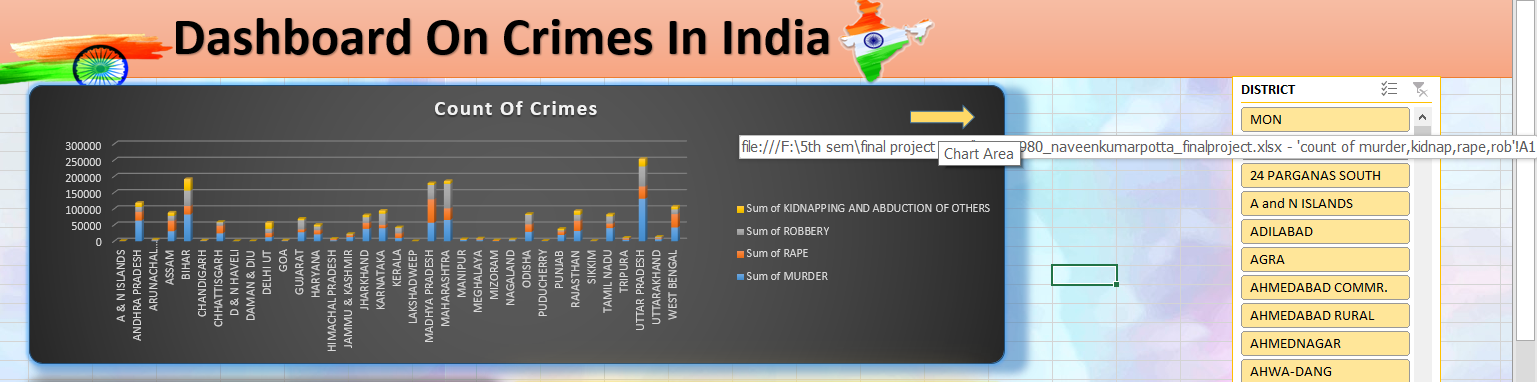 Dashboard On Crimes In India
Count Of Crimes
300000
250000
200000
150000
100000
50000
0
A & N ISLANDS
ANDHRA PRADESH
ARUNACHAL…
ASSAM
BIHAR
CHANDIGARH
CHHATTISGARH
D & N HAVELI
DAMAN & DIU
DELHI UT
GOA
GUJARAT
HARYANA
HIMACHAL PRADESH
JAMMU & KASHMIR
JHARKHAND
KARNATAKA
KERALA
LAKSHADWEEP
MADHYA PRADESH
MAHARASHTRA
MANIPUR
MEGHALAYA
MIZORAM
NAGALAND
ODISHA
PUDUCHERRY
PUNJAB
RAJASTHAN
SIKKIM
TAMIL NADU
TRIPURA
UTTAR PRADESH
UTTARAKHAND
WEST BENGAL
Sum of KIDNAPPING AND ABDUCTION OF OTHERS
Sum of ROBBERY
Sum of RAPE
Sum of MURDER
file:///F:\5th sem\final project 980_naveenkumarpotta_finalproject.xlsx - 'count of murder,kidnap,rape,rob'!A1
Chart Area
DISTRICT
MON
24 PARGANAS SOUTH
A and N ISLANDS
ADILABAD
AGRA
AHMEDABAD COMMR.
AHMEDABAD RURAL
AHMEDNAGAR
AHWA-DANG